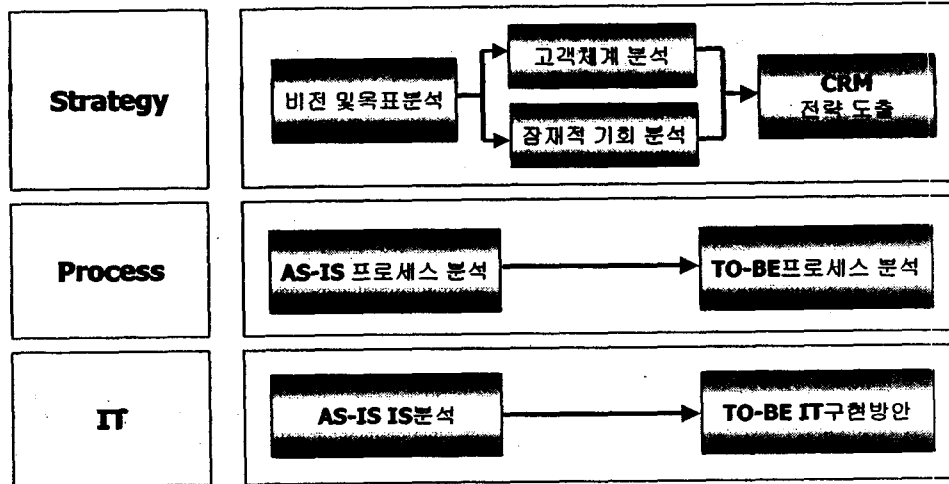 Strategy
비전 및목표분석
고객체계 분석
잠재적 기회 분석
CRM
전략 도출
Process
AS-IS 프로세스 분석
TO-BE프로세스 분석
IT
AS-IS IS분석
TO-BE IT구현방안